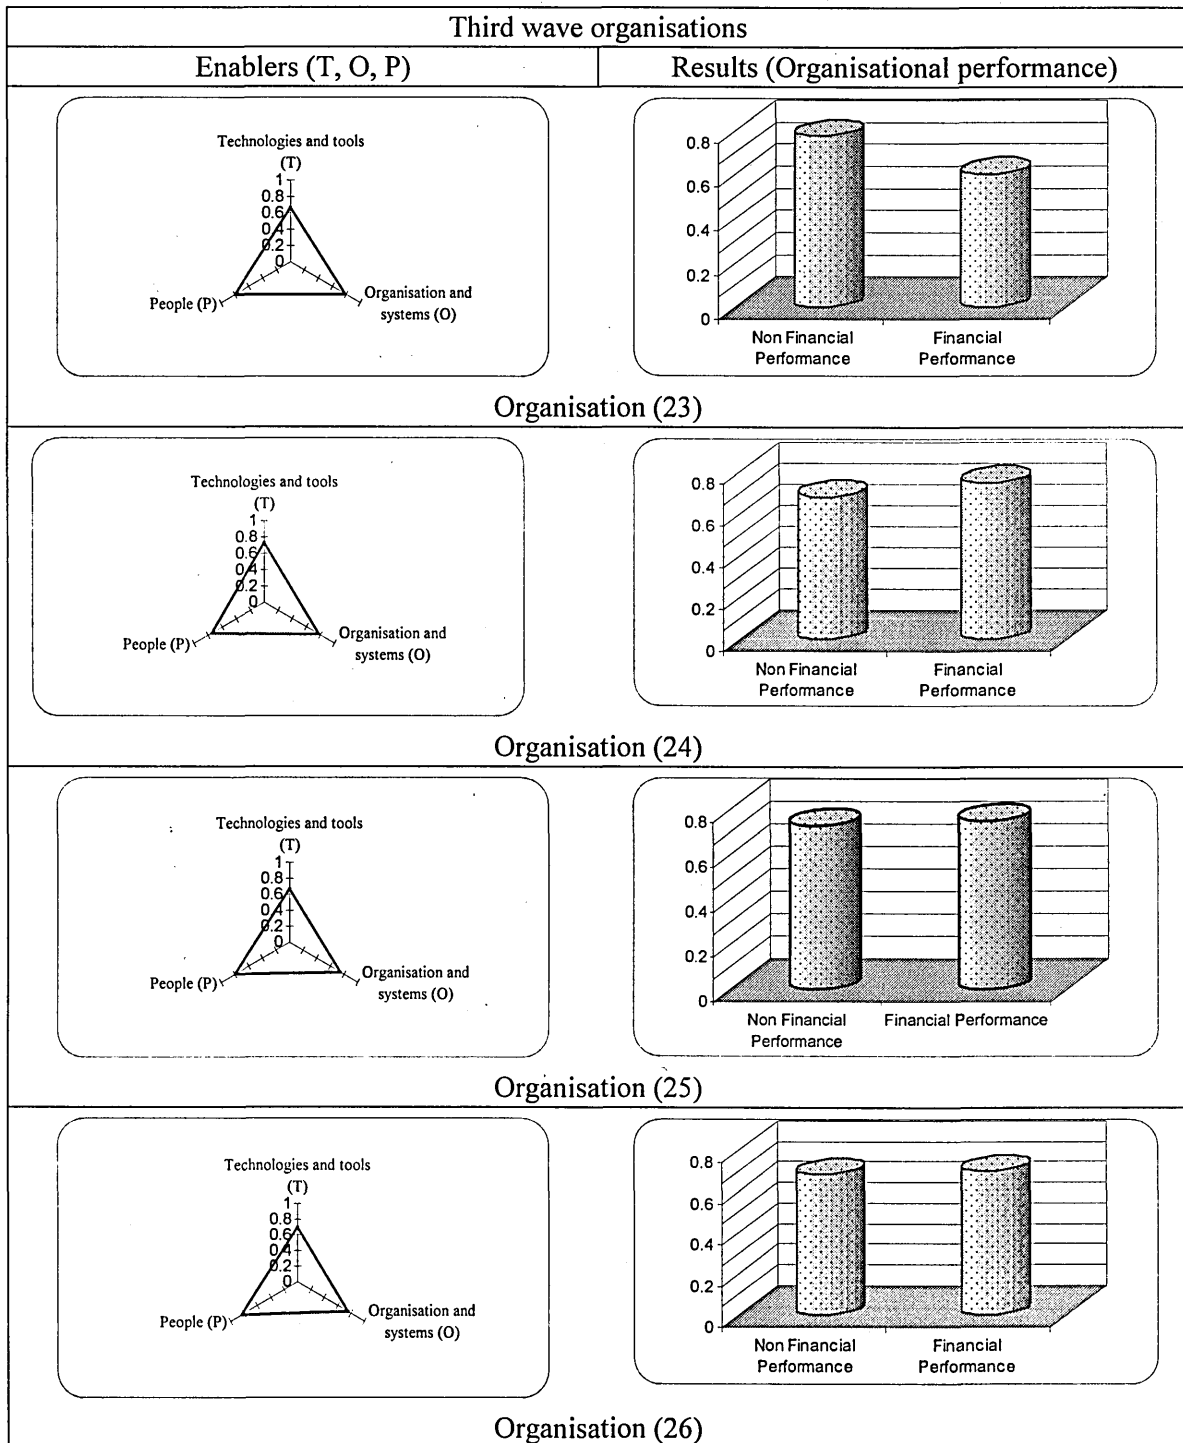 Third wave organisations
Enablers (T, O, P)
Results (Organisational performance)
Technologies and tools
(T)
1
0.8
0.6
0.4
0.2
0
People (P)
Organisation and
systems (O)
0.8
0.6
0.4
0.2
0
Non Financial
Performance
Financial
Performance
Organisation (23)
Technologies and tools
(T)
1
0.8
0.6
0.4
0.2
0
People (P)
Organisation and
systems (O)
0.8
0.6
0.4
0.2
0
Non Financial
Performance
Financial
Performance
Organisation (24)
Technologies and tools
(T)
1
0.8
0.6
0.4
0.2
0
People (P)
Organisation and
systems (O)
0.8
0.6
0.4
0.2
0
Non Financial
Performance
Financial Performance
Organisation (25)
Technologies and tools
(T)
1
0.8
0.6
0.4
0.2
0
People (P)
Organisation and
systems (O)
0.8
0.6
0.4
0.2
0
Non Financial
Performance
Financial
Performance
Organisation (26)